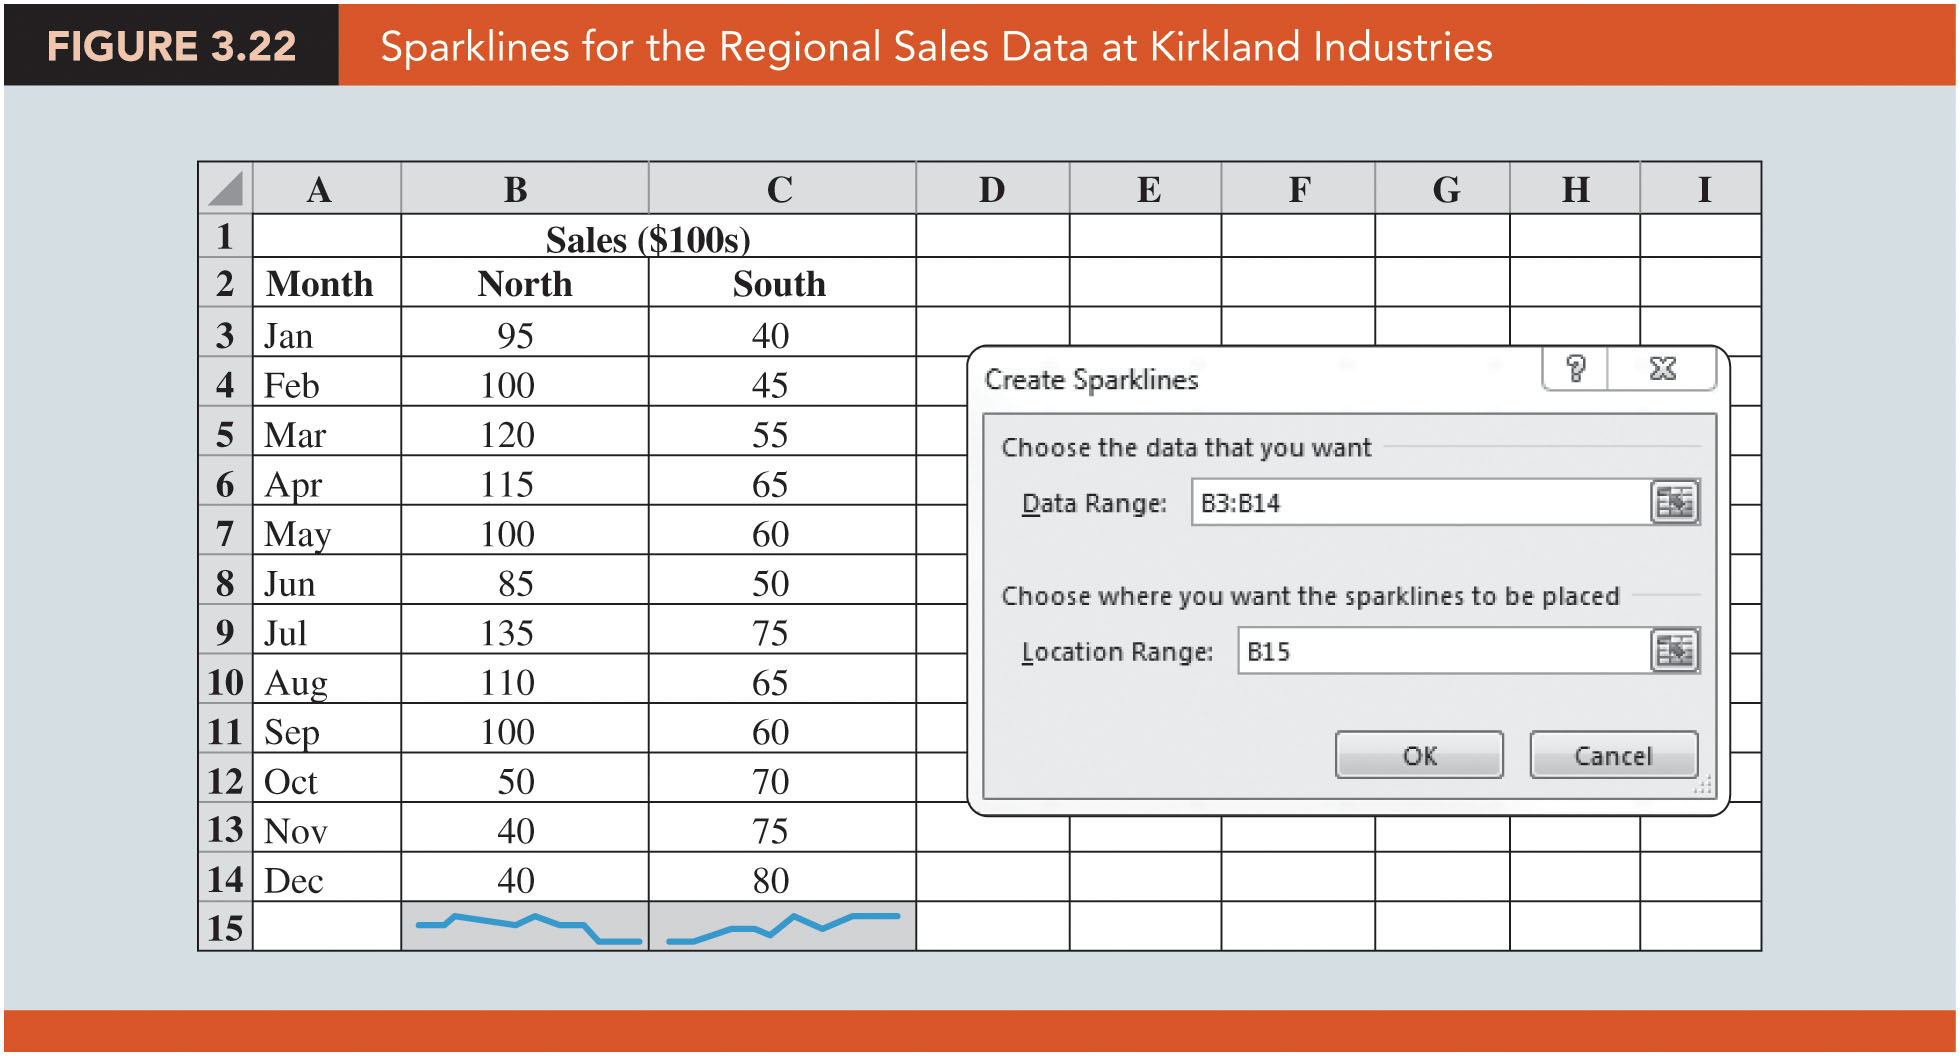 FIGURE 3.22 Sparklines for the Regional Sales Data at Kirkland Industries
A B C D E F G H I
1 Sales ($100s)
2 Month North South
3 Jan 95 40
4 Feb 100 45
5 Mar 120 55
6 Apr 115 65
7 May 100 60
8 Jun 85 50
9 Jul 135 75
10 Aug 110 65
11 Sep 100 60
12 Oct 50 70
13 Nov 40 75
14 Dec 40 80
15
Create Sparklines ? X
Choose the data that you want
Data Range: B3:B14
Choose where you want the sparklines to be placed
Location Range: B15
OK Cancel